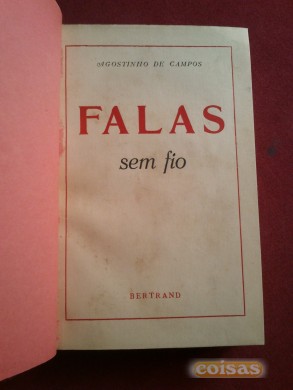 AGOSTINHO DE CAMPOS
FALAS
sem fio
BERTRAND
coisas